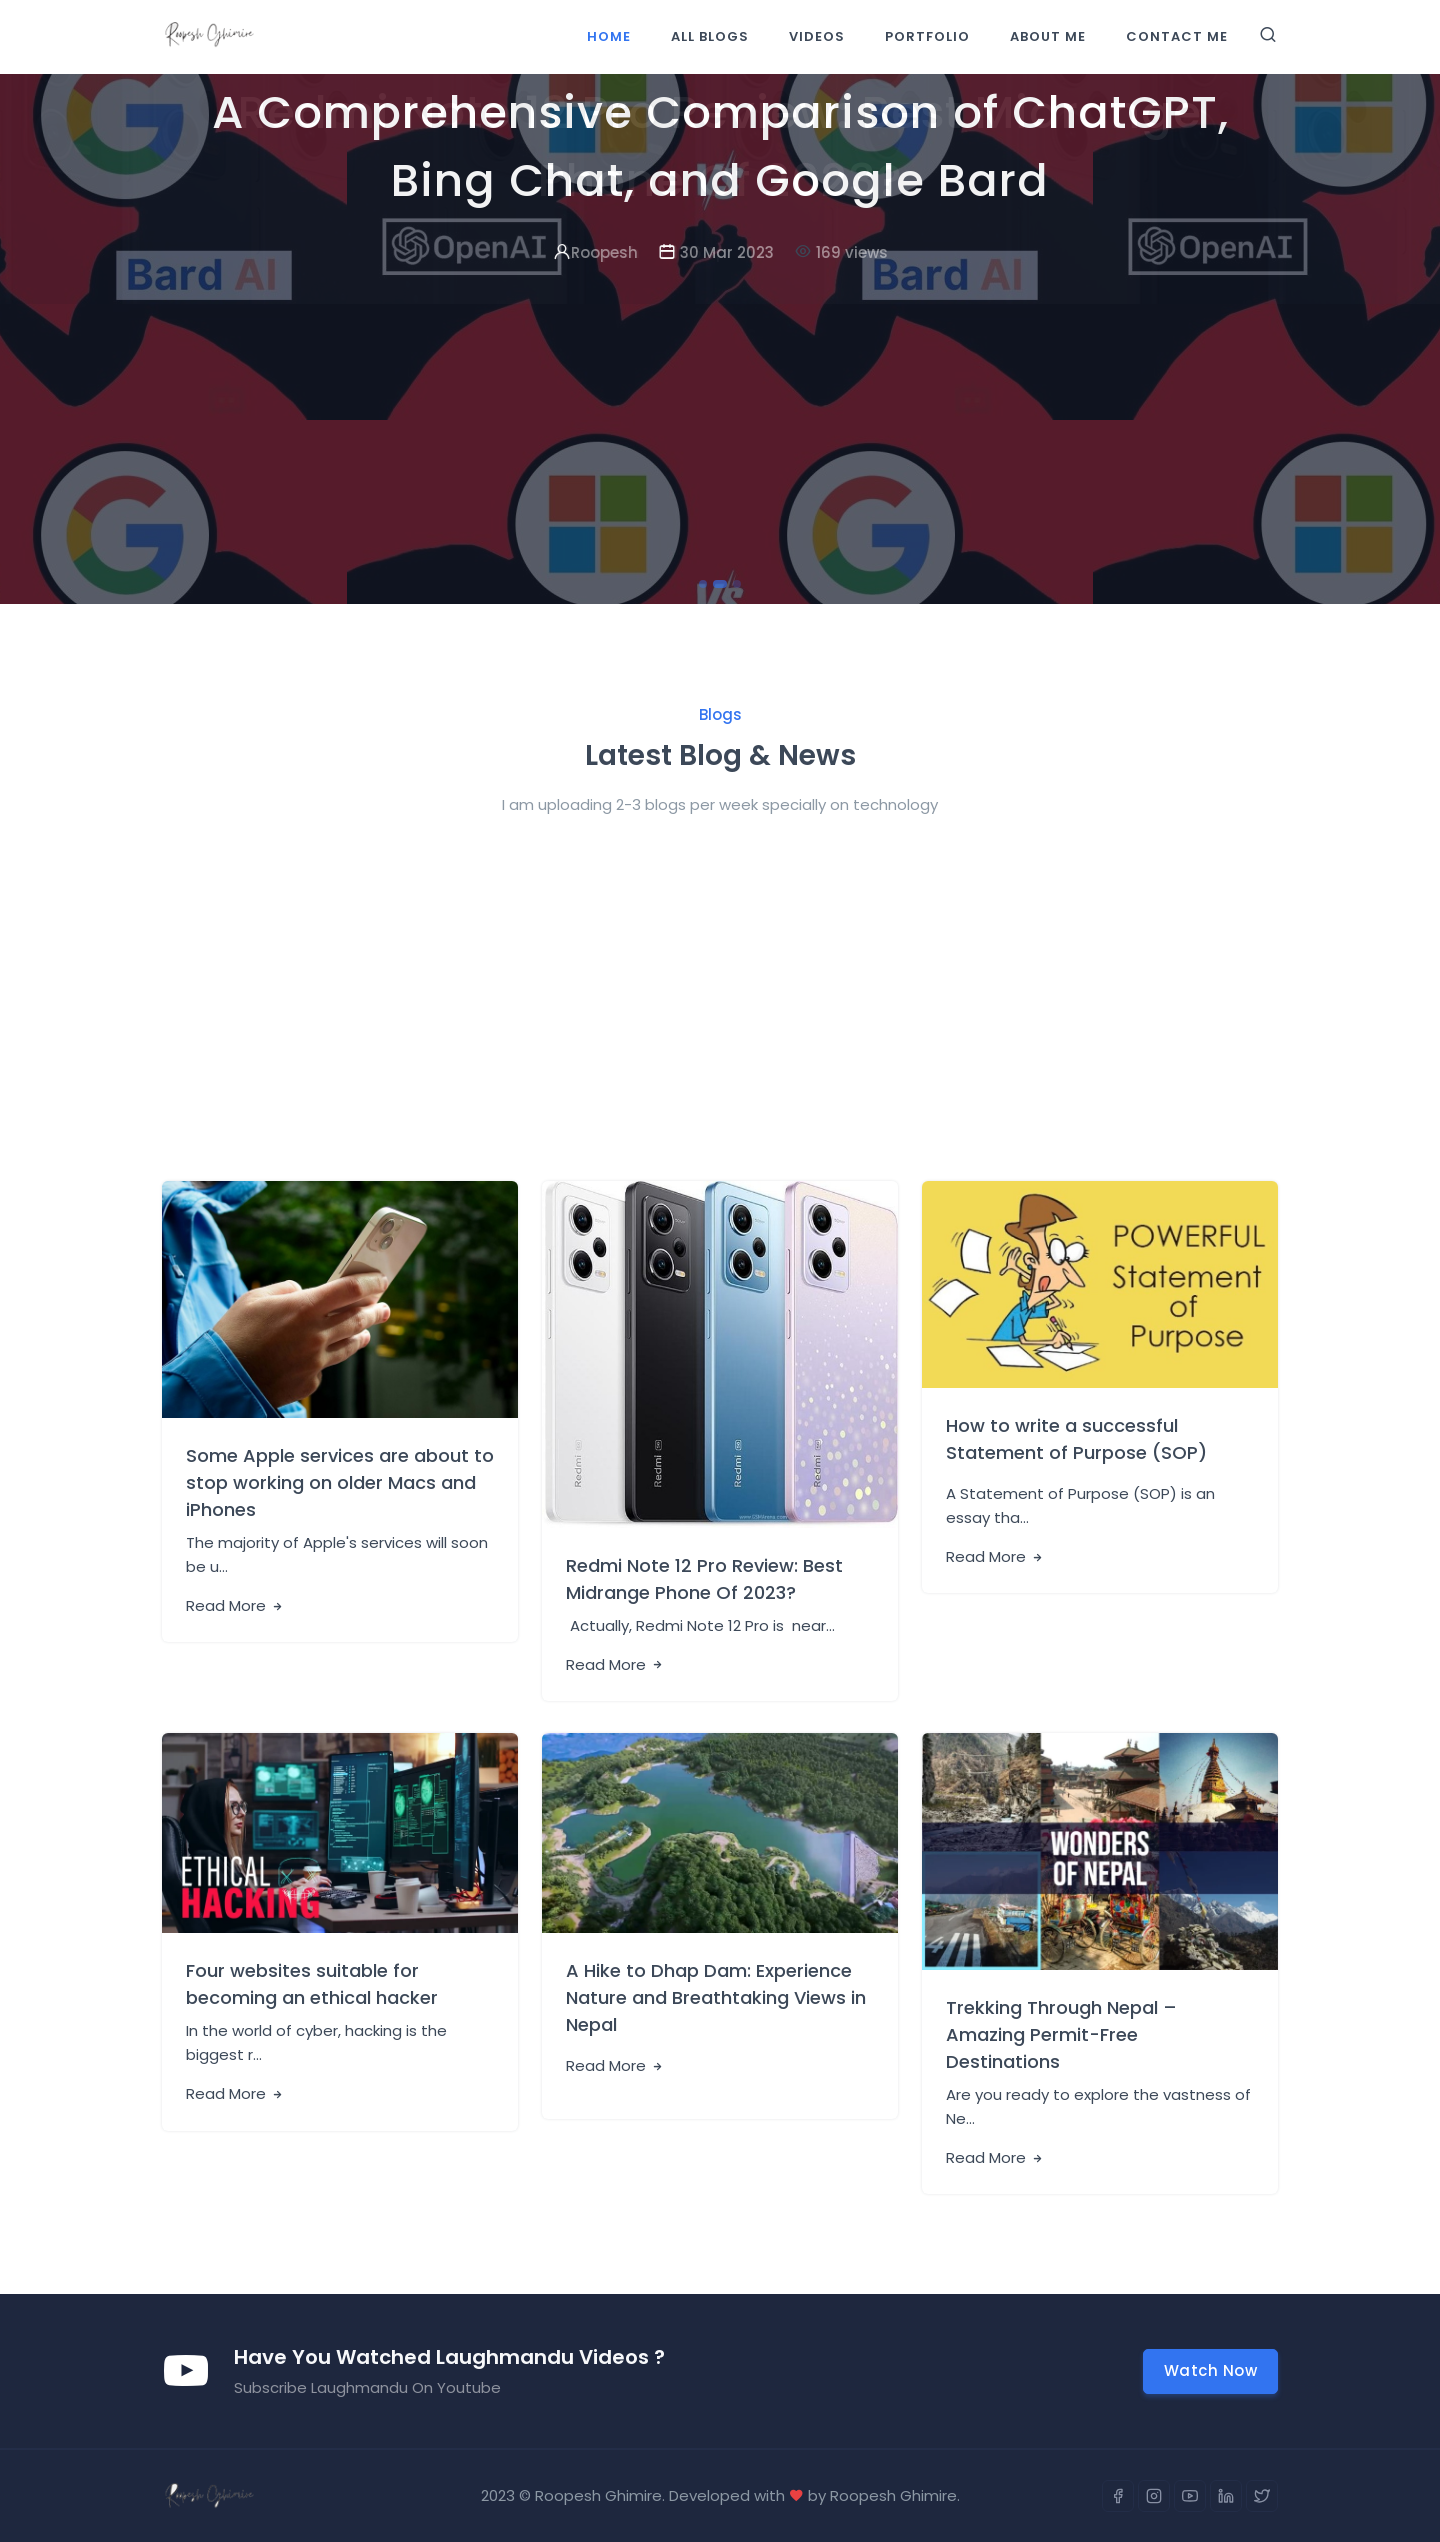 Roopesh Ghimire
HOME
ALL BLOGS
VIDEOS
PORTFOLIO
ABOUT ME
CONTACT ME
A Comprehensive Comparison of ChatGPT,
Bing Chat, and Google Bard
VS
Roopesh
30 Mar 2023
169 views
Bard AI
OpenAI
Bard AI
OpenAI
VS
Blogs
Latest Blog & News
I am uploading 2-3 blogs per week specially on technology
Redmi
Redmi
Redmi
Redmi
POWERFUL
Statement
of
Purpose
Some Apple services are about to
stop working on older Macs and
iPhones
The majority of Apple's services will soon
be u...
Read More
Redmi Note 12 Pro Review: Best
Midrange Phone Of 2023?
Actually, Redmi Note 12 Pro is  near...
Read More
How to write a successful
Statement of Purpose (SOP)
A Statement of Purpose (SOP) is an
essay tha...
Read More
ETHICAL
HACKING
WONDERS
OF NEPAL
Four websites suitable for
becoming an ethical hacker
In the world of cyber, hacking is the
biggest r...
Read More
A Hike to Dhap Dam: Experience
Nature and Breathtaking Views in
Nepal
Read More
Trekking Through Nepal –
Amazing Permit-Free
Destinations
Are you ready to explore the vastness of
Ne...
Read More
Have You Watched Laughmandu Videos ?
Subscribe Laughmandu On Youtube
Watch Now
Roopesh Ghimire
2023 © Roopesh Ghimire. Developed with ❤ by Roopesh Ghimire.